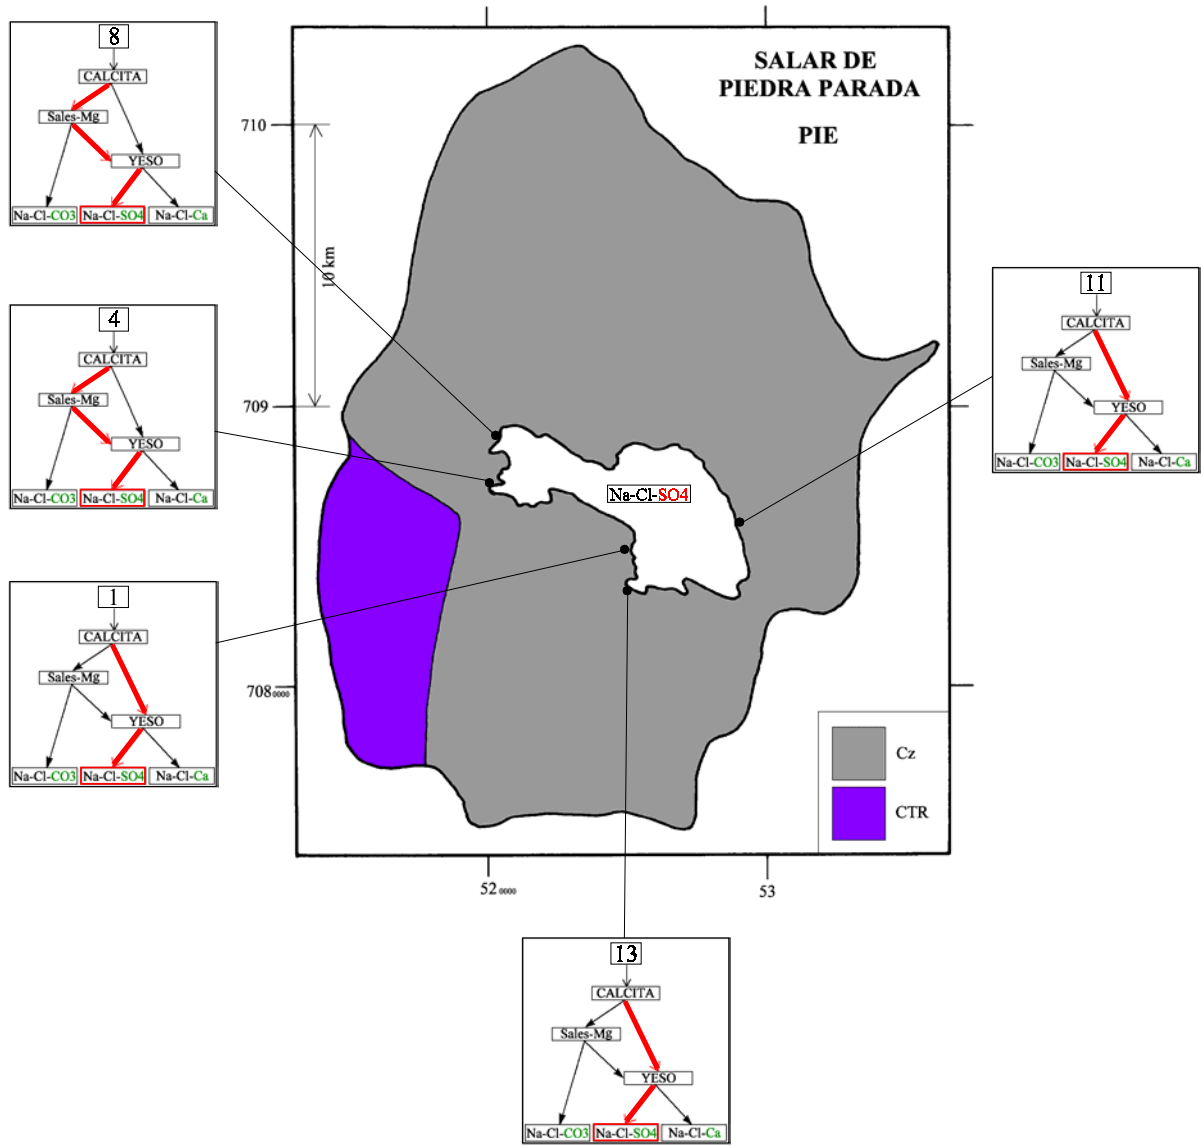 SALAR DE
PIEDRA PARADA
PIE
710
709
708 0000
10 km
52 0000
53
Na-Cl-SO4
Cz
CTR
8
CALCITA
Sales-Mg
YESO
Na-Cl-CO3 Na-Cl-SO4 Na-Cl-Ca
4
CALCITA
Sales-Mg
YESO
Na-Cl-CO3 Na-Cl-SO4 Na-Cl-Ca
1
CALCITA
Sales-Mg
YESO
Na-Cl-CO3 Na-Cl-SO4 Na-Cl-Ca
11
CALCITA
Sales-Mg
YESO
Na-Cl-CO3 Na-Cl-SO4 Na-Cl-Ca
13
CALCITA
Sales-Mg
YESO
Na-Cl-CO3 Na-Cl-SO4 Na-Cl-Ca